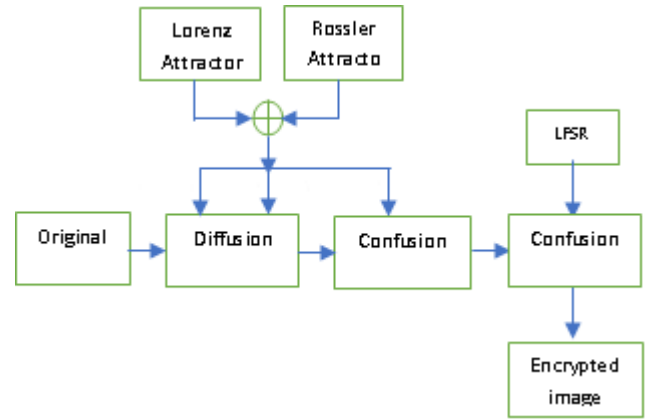 Lorenz
Attractor
Rossler
Attracto
LFSR
Original
Diffusion
Confusion
Confusion
Encrypted
image